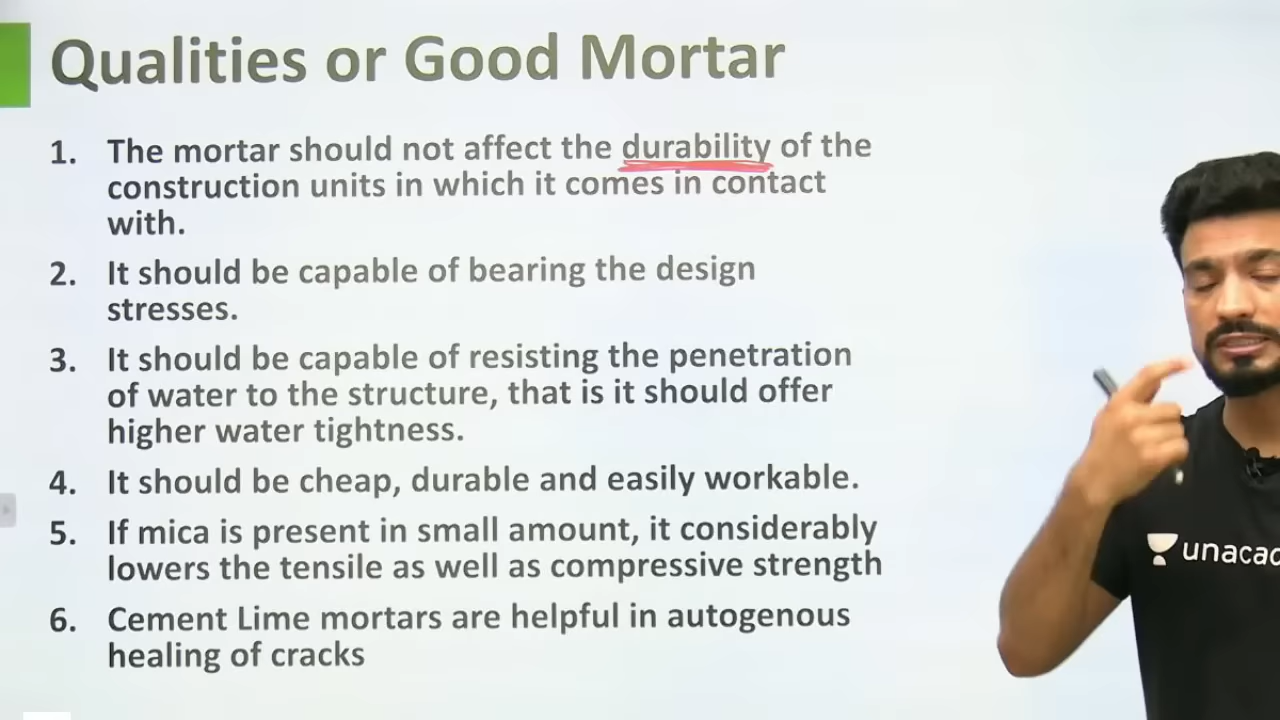 Qualities or Good Mortar
1. The mortar should not affect the durability of the
construction units in which it comes in contact
with.
2. It should be capable of bearing the design
stresses.
3. It should be capable of resisting the penetration
of water to the structure, that is it should offer
higher water tightness.
4. It should be cheap, durable and easily workable.
5. If mica is present in small amount, it considerably
lowers the tensile as well as compressive strength
6. Cement Lime mortars are helpful in autogenous
healing of cracks
unacad